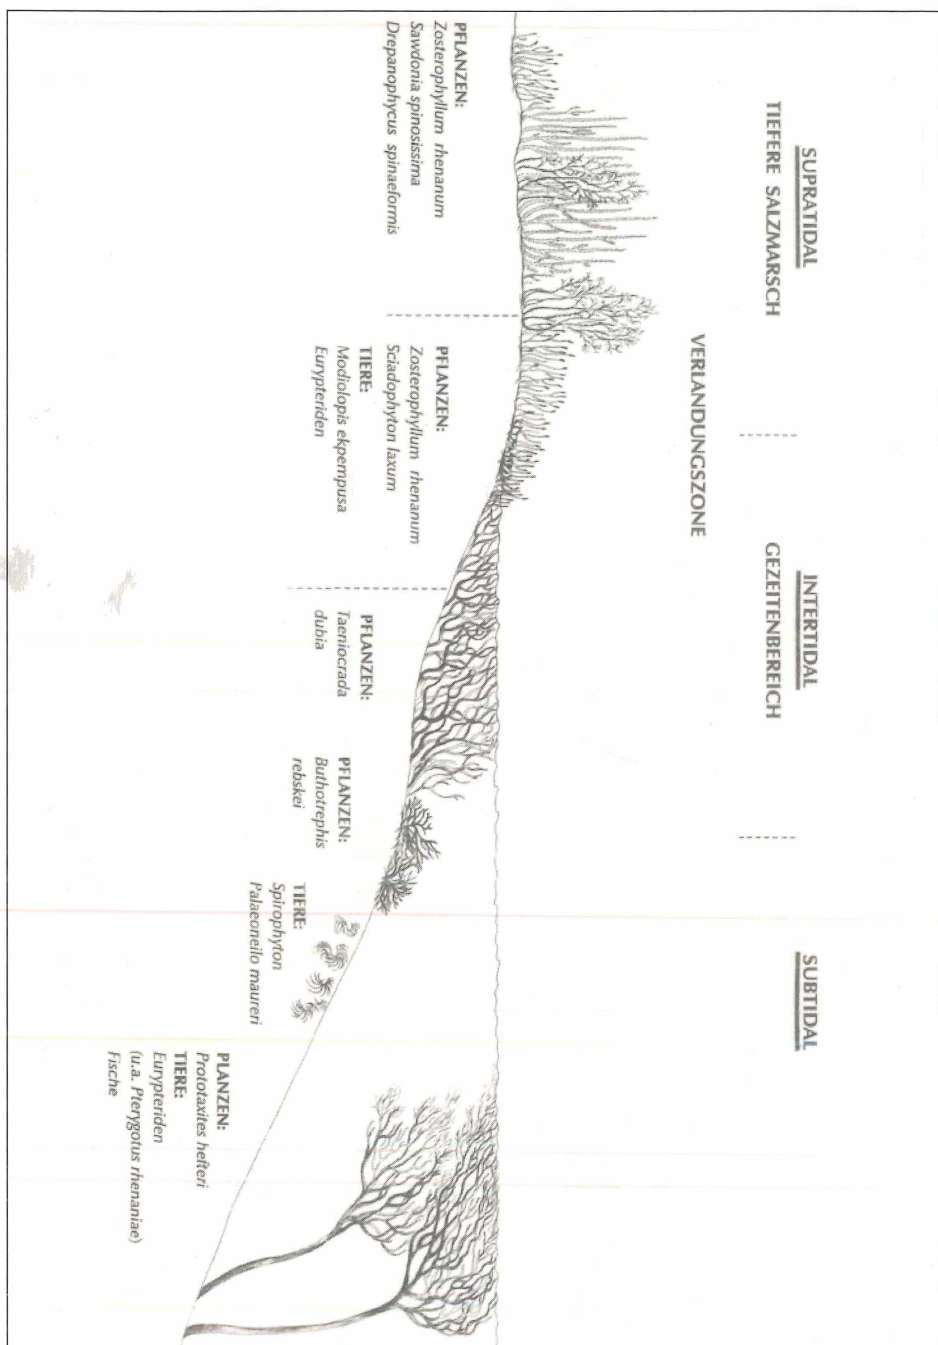 SUPRATIDAL
TIEFERE SALZMARSCH
INTERTIDAL
GEZEITENBEREICH
SUBTIDAL
VERLANDUNGSZONE
PFLANZEN:
Zosterophyllum rhenanum
Sawdonia spinosissima
Drepanophycus spinaeformis
PFLANZEN:
Zosterophyllum rhenanum
Sciadophyton laxum
TIERE:
Modiolopis ekpempusa
Eurypteriden
PFLANZEN:
Taeniocrada
dubia
PFLANZEN:
Buthotrephis
rebskei
TIERE:
Spirophyton
Palaeoneilo maureri
PLANZEN:
Prototaxites hefteri
TIERE:
Eurypteriden
(u.a. Pterygotus rhenaniae)
Fische